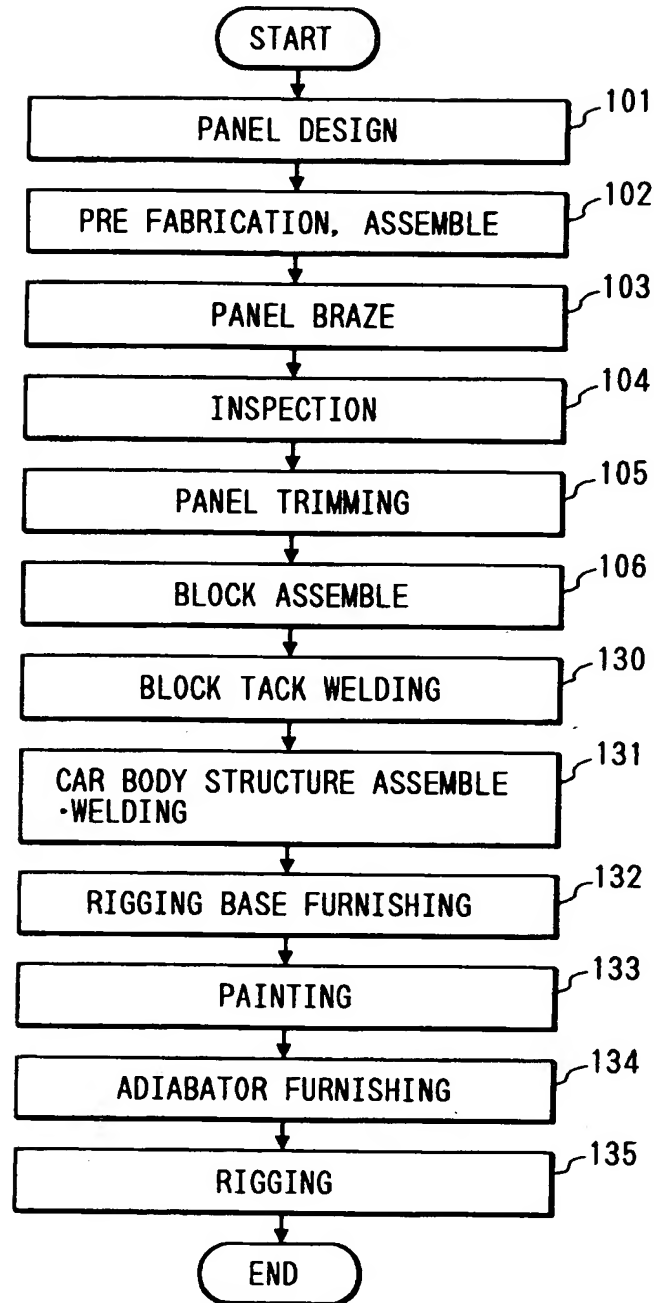 START
PANEL DESIGN
101
PRE FABRICATION, ASSEMBLE
102
PANEL BRAZE
103
INSPECTION
104
PANEL TRIMMING
105
BLOCK ASSEMBLE
106
BLOCK TACK WELDING
130
CAR BODY STRUCTURE ASSEMBLE
·WELDING
131
RIGGING BASE FURNISHING
132
PAINTING
133
ADIABATOR FURNISHING
134
RIGGING
135
END